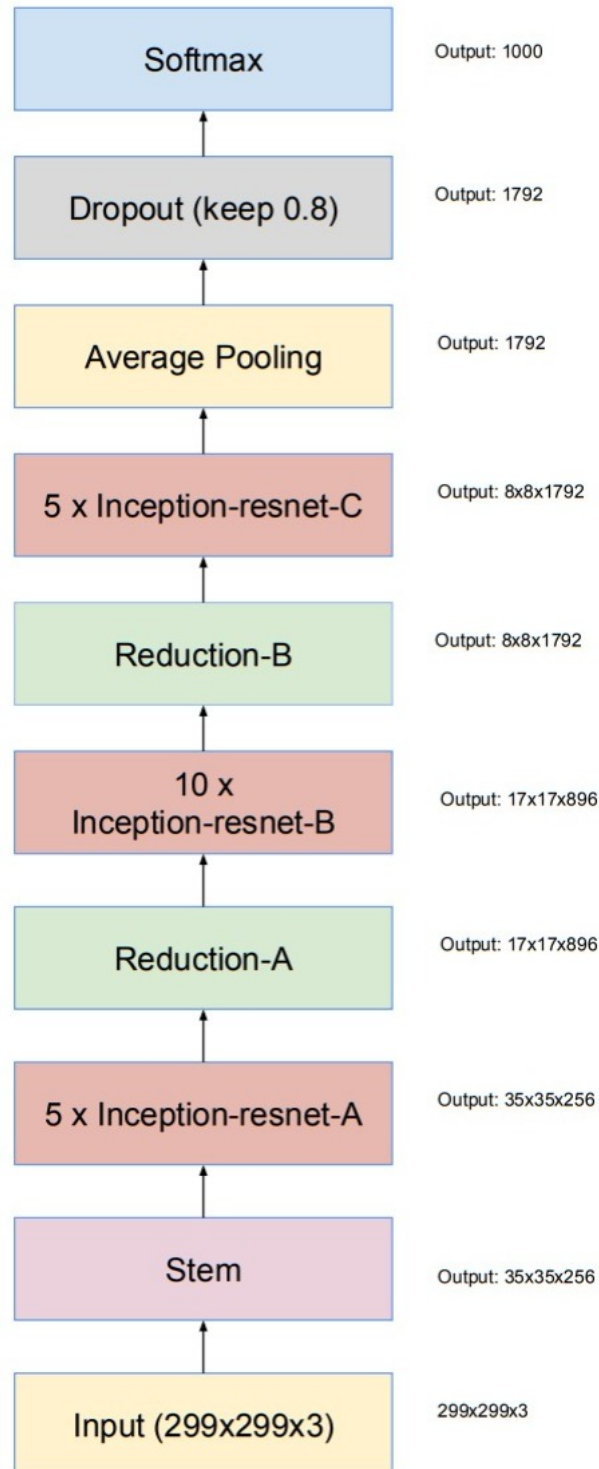 Softmax
Output: 1000
Dropout (keep 0.8)
Output: 1792
Average Pooling
Output: 1792
5 x Inception-resnet-C
Output: 8x8x1792
Reduction-B
Output: 8x8x1792
10 x
Inception-resnet-B
Output: 17x17x896
Reduction-A
Output: 17x17x896
5 x Inception-resnet-A
Output: 35x35x256
Stem
Output: 35x35x256
Input (299x299x3)
299x299x3